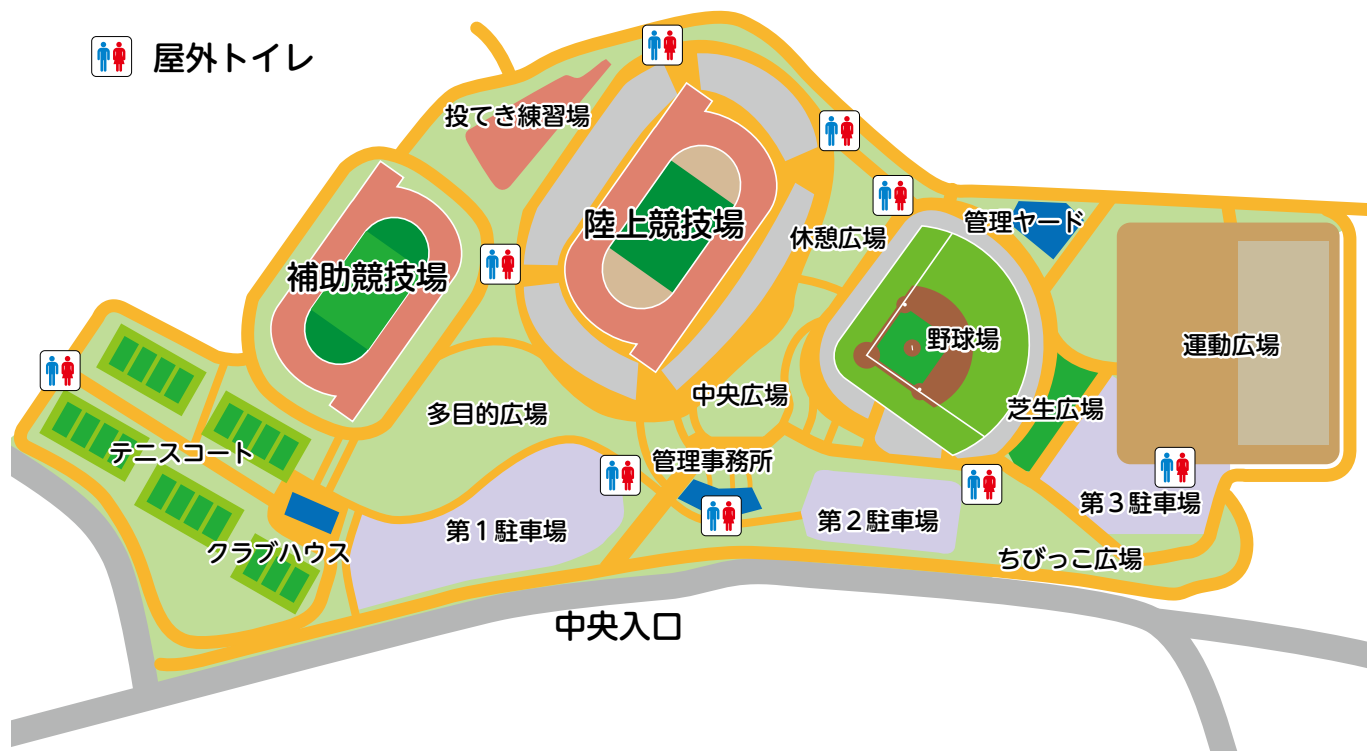 屋外トイレ
投てき練習場
陸上競技場
休憩広場
管理ヤード
補助競技場
野球場
運動広場
中央広場
多目的広場
芝生広場
テニスコート
管理事務所
第１駐車場
第２駐車場
第３駐車場
クラブハウス
ちびっこ広場
中央入口